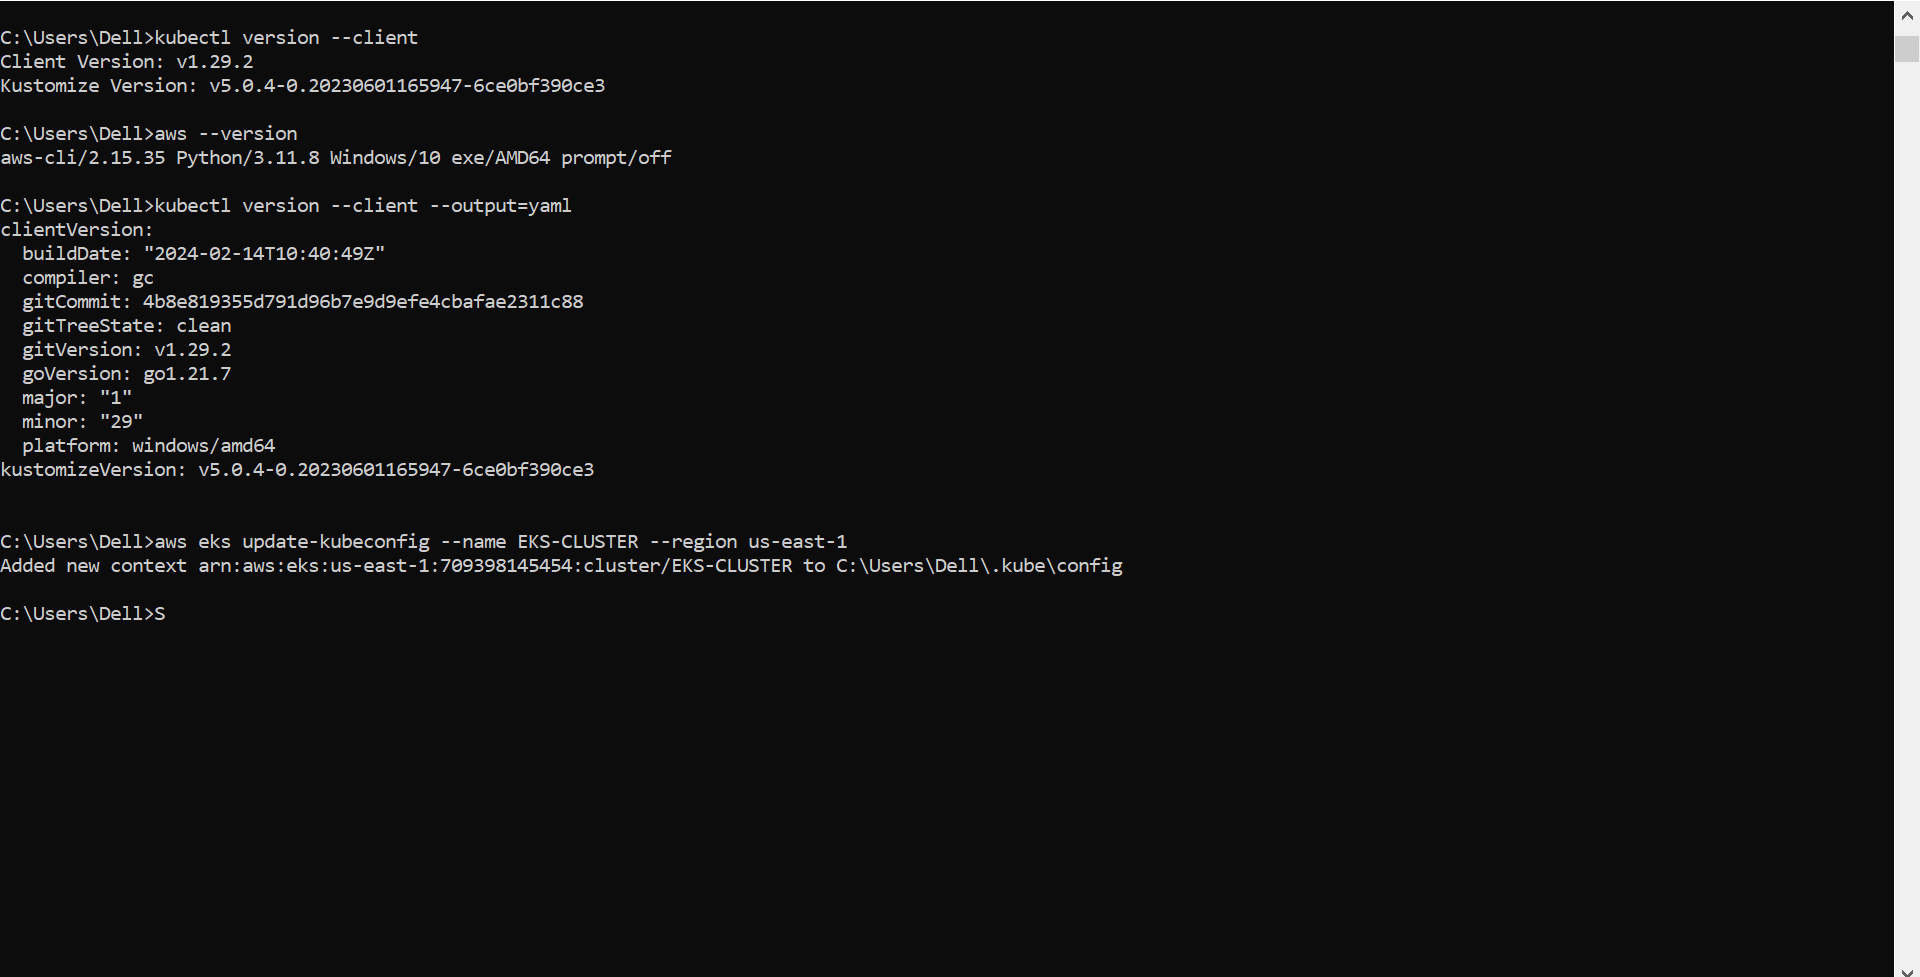 C:\Users\Dell>kubectl version --client
Client Version: v1.29.2
Kustomize Version: v5.0.4-0.20230601165947-6ce0bf390ce3
C:\Users\Dell>aws --version
aws-cli/2.15.35 Python/3.11.8 Windows/10 exe/AMD64 prompt/off
C:\Users\Dell>kubectl version --client --output=yaml
clientVersion:
  buildDate: "2024-02-14T10:40:49Z"
  compiler: gc
  gitCommit: 4b8e819355d791d96b7e9d9efe4cbafae2311c88
  gitTreeState: clean
  gitVersion: v1.29.2
  goVersion: go1.21.7
  major: "1"
  minor: "29"
  platform: windows/amd64
kustomizeVersion: v5.0.4-0.20230601165947-6ce0bf390ce3
C:\Users\Dell>aws eks update-kubeconfig --name EKS-CLUSTER --region us-east-1
Added new context arn:aws:eks:us-east-1:709398145454:cluster/EKS-CLUSTER to C:\Users\Dell\.kube\config
C:\Users\Dell>S